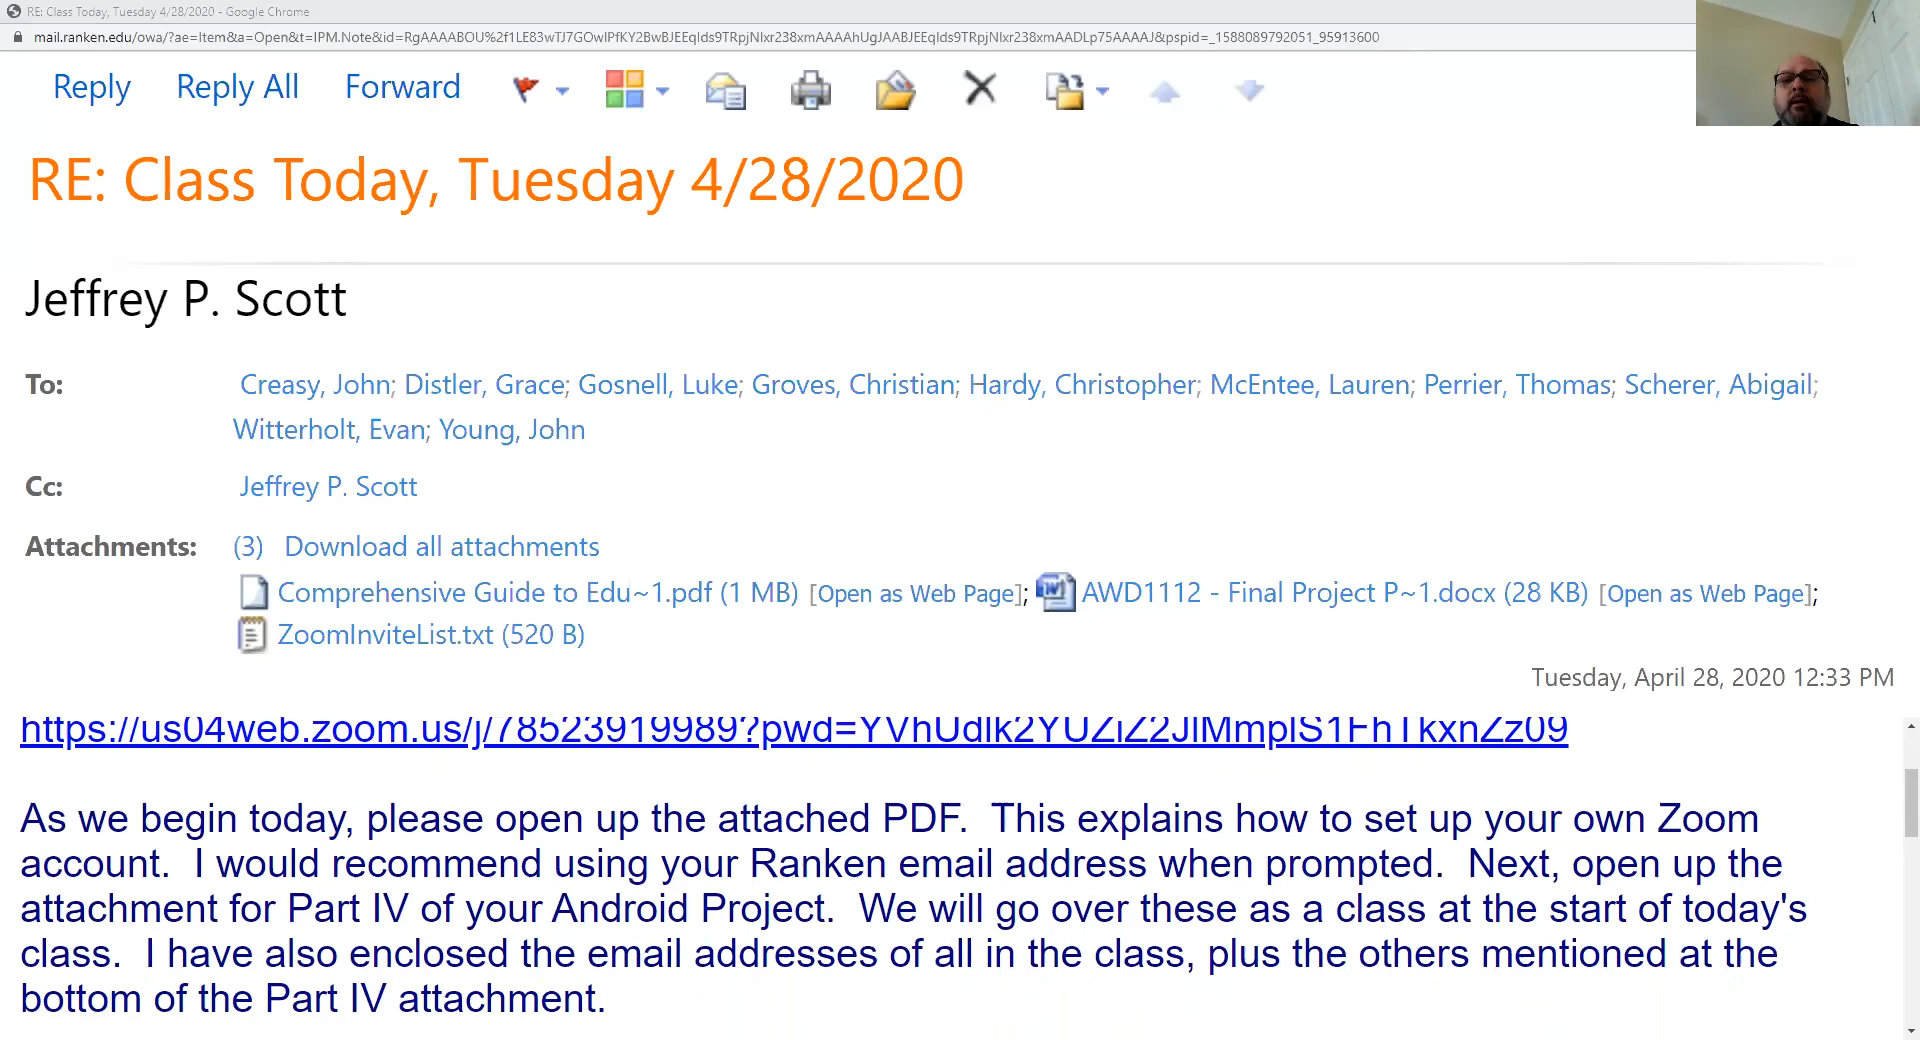 RE: Class Today, Tuesday 4/28/2020 - Google Chrome
mail.ranken.edu/owa/?ae=Item&a=Open&t=IPM.Note&id=RgAAAABOU%2f1LE83wTJ7GOwIPfKY2BwBJEEqIds9TRpjNlxr238xmAAAAhUgJAABJEEqIds9TRpjNlxr238xmAADLp75AAAAJ&pspid=_1588089792051_95913600
Reply Reply All Forward
RE: Class Today, Tuesday 4/28/2020
Jeffrey P. Scott
To: Creasy, John; Distler, Grace; Gosnell, Luke; Groves, Christian; Hardy, Christopher; McEntee, Lauren; Perrier, Thomas; Scherer, Abigail;
Witterholt, Evan; Young, John
Cc: Jeffrey P. Scott
Attachments: (3) Download all attachments
Comprehensive Guide to Edu~1.pdf (1 MB) [Open as Web Page]; AWD1112 - Final Project P~1.docx (28 KB) [Open as Web Page];
ZoomInviteList.txt (520 B)
Tuesday, April 28, 2020 12:33 PM
https://us04web.zoom.us/j/78523919989?pwd=YVhUdlk2YUZiZ2JlMmplS1FhTkxnZz09
As we begin today, please open up the attached PDF. This explains how to set up your own Zoom
account. I would recommend using your Ranken email address when prompted. Next, open up the
attachment for Part IV of your Android Project. We will go over these as a class at the start of today's
class. I have also enclosed the email addresses of all in the class, plus the others mentioned at the
bottom of the Part IV attachment.